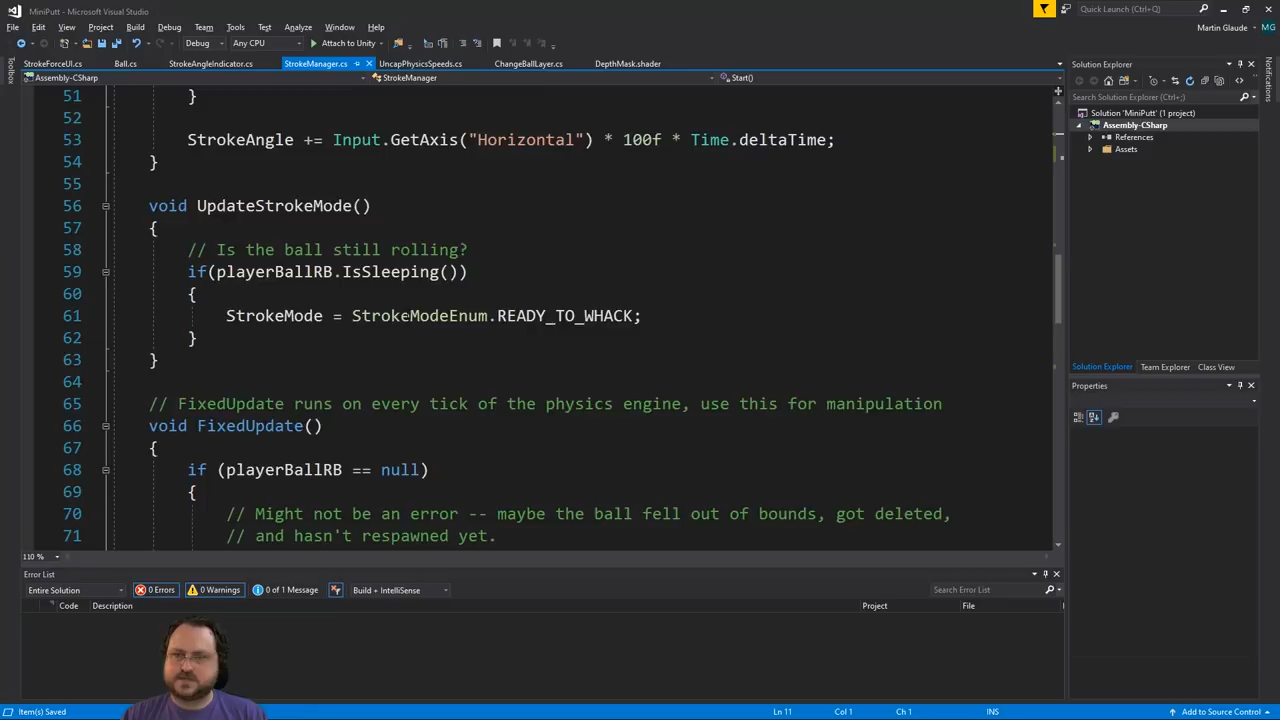 MiniPutt - Microsoft Visual Studio
Quick Launch (Ctrl+Q)
File Edit View Project Build Debug Team Tools Test Analyze Window Help
Martin Glaude MG
Debug Any CPU Attach to Unity
StrokeForceUI.cs Ball.cs StrokeAngleIndicator.cs StrokeManager.cs UncapPhysicsSpeeds.cs ChangeBallLayer.cs DepthMask.shader
Assembly-CSharp StrokeManager Start()
Toolbox
51 }
52
53 StrokeAngle += Input.GetAxis("Horizontal") * 100f * Time.deltaTime;
54 }
55
56 void UpdateStrokeMode()
57 {
58 // Is the ball still rolling?
59 if(playerBallRB.IsSleeping())
60 {
61 StrokeMode = StrokeModeEnum.READY_TO_WHACK;
62 }
63 }
64
65 // FixedUpdate runs on every tick of the physics engine, use this for manipulation
66 void FixedUpdate()
67 {
68 if (playerBallRB == null)
69 {
70 // Might not be an error -- maybe the ball fell out of bounds, got deleted,
71 // and hasn't respawned yet.
110 %
Solution Explorer
Search Solution Explorer (Ctrl+;)
Solution 'MiniPutt' (1 project)
Assembly-CSharp
References
Assets
Solution Explorer Team Explorer Class View
Properties
Notifications
Error List
Entire Solution 0 Errors 0 Warnings 0 of 1 Message Build + IntelliSense
Search Error List
Code Description Project File
Item(s) Saved Ln 11 Col 1 Ch 1 INS Add to Source Control